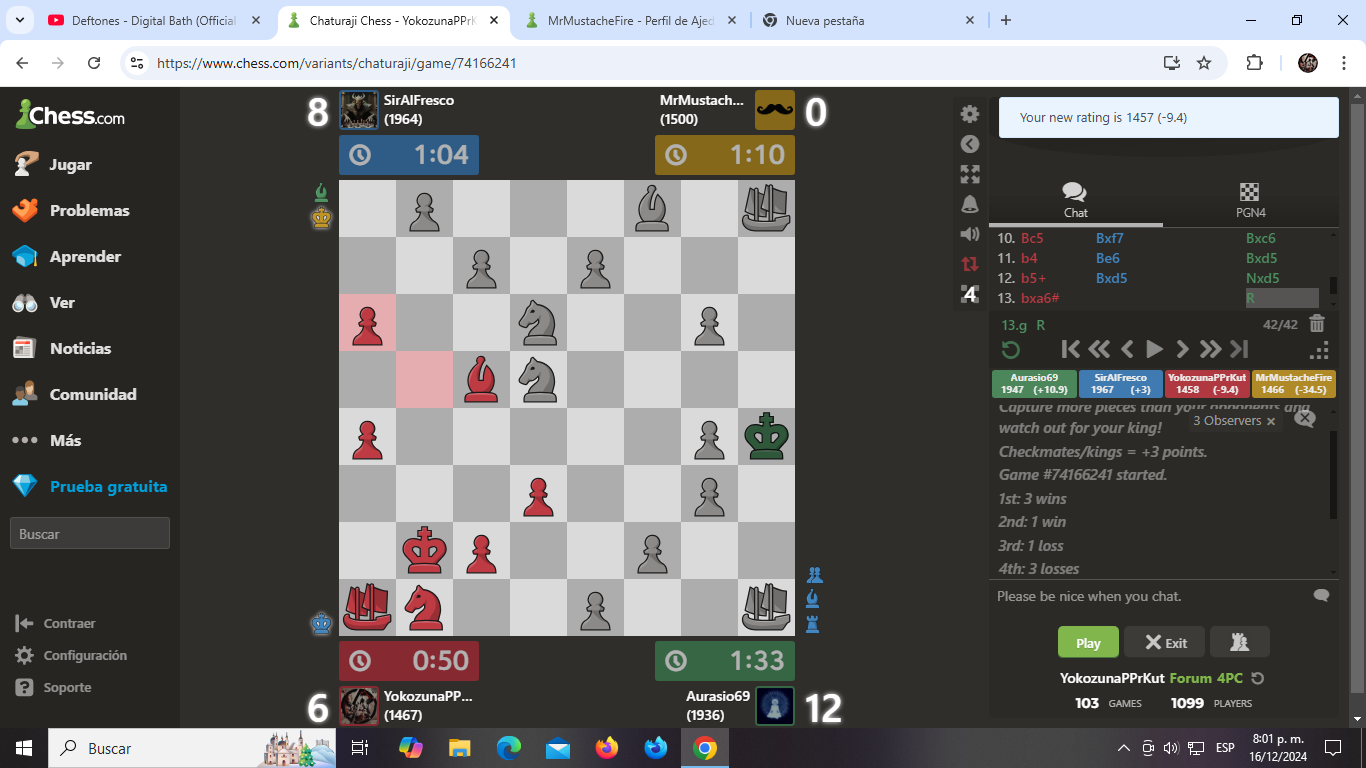 Deftones - Digital Bath (Official
Chaturaji Chess - YokozunaPPrK
MrMustacheFire - Perfil de Ajed
Nueva pestaña
https://www.chess.com/variants/chaturaji/game/74166241
Chess.com
Jugar
Problemas
Aprender
Ver
Noticias
Comunidad
Más
Prueba gratuita
Buscar
Contraer
Configuración
Soporte
8
SirAlFresco
(1964)
MrMustach...
(1500)
0
1:04
1:10
0:50
1:33
6
YokozunaPP...
(1467)
Aurasio69
(1936)
12
4
Your new rating is 1457 (-9.4)
Chat
PGN4
10. Bc5 Bxf7 Bxc6
11. b4 Be6 Bxd5
12. b5+ Bxd5 Nxd5
13. bxa6# R
13.g R
42/42
Aurasio69
1947 (+10.9)
SirAlFresco
1967 (+3)
YokozunaPPrKut
1458 (-9.4)
MrMustacheFire
1466 (-34.5)
Capture more pieces than your opponents and
watch out for your king!
3 Observers ×
Checkmates/kings = +3 points.
Game #74166241 started.
1st: 3 wins
2nd: 1 win
3rd: 1 loss
4th: 3 losses
Please be nice when you chat.
Play
Exit
YokozunaPPrKut Forum 4PC
103 GAMES 1099 PLAYERS
Buscar
ESP
8:01 p. m.
16/12/2024